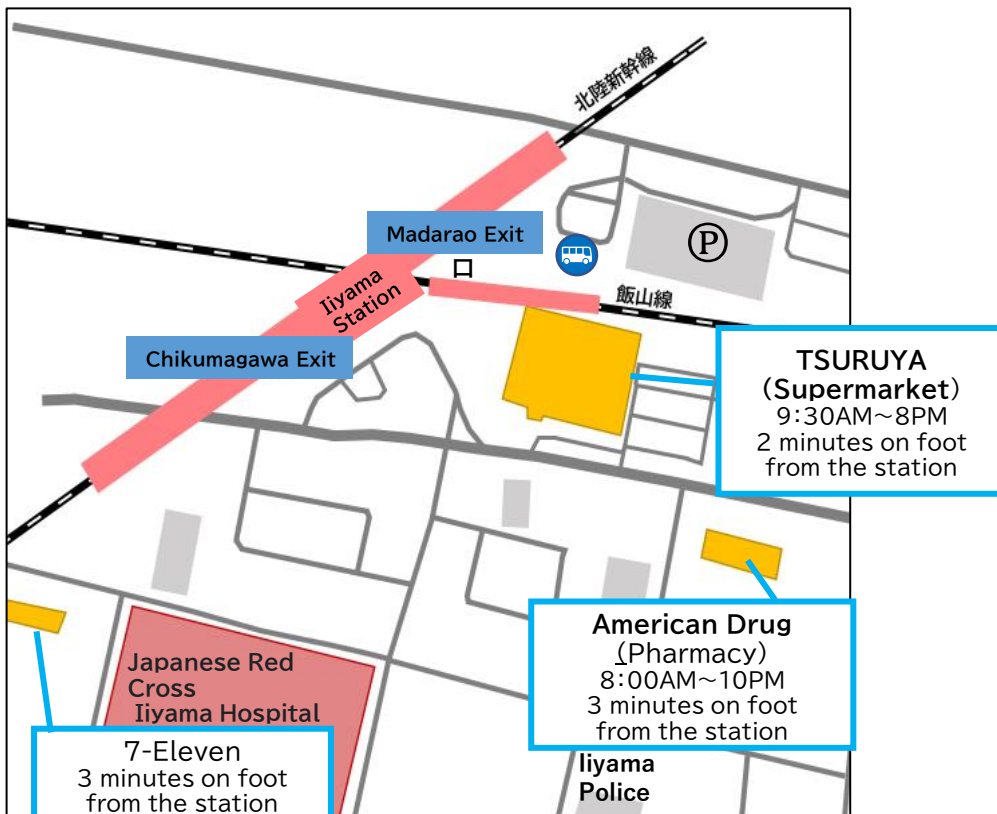 北陸新幹線
Madarao Exit
口
Ⓟ
Iiyama
Station
飯山線
Chikumagawa Exit
TSURUYA
(Supermarket)
9:30AM~8PM
2 minutes on foot
from the station
American Drug
(Pharmacy)
8:00AM~10PM
3 minutes on foot
from the station
Japanese Red
Cross
Iiyama Hospital
7-Eleven
3 minutes on foot
from the station
Iiyama
Police